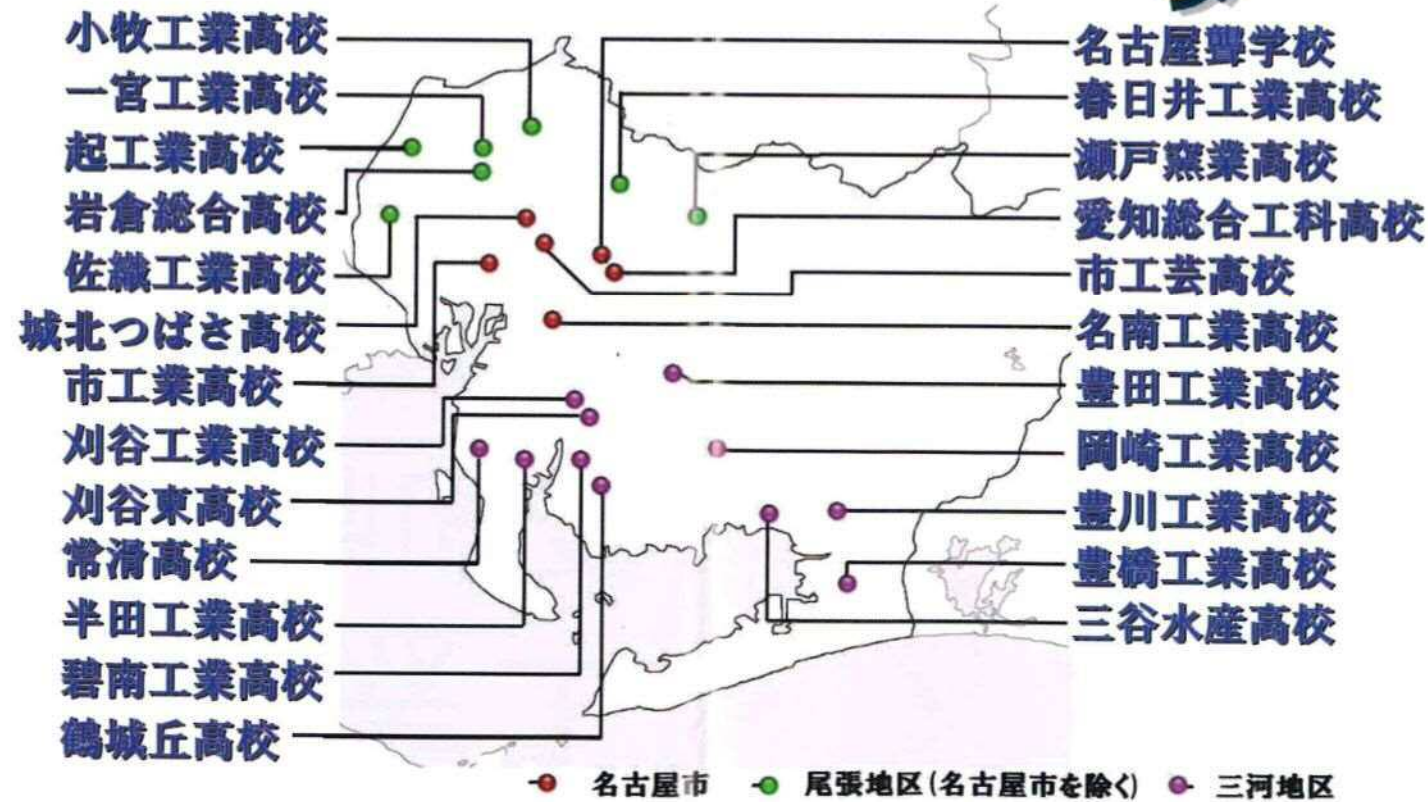 小牧工業高校
一宮工業高校
起工業高校
岩倉総合高校
佐織工業高校
城北つばさ高校
市工業高校
刈谷工業高校
刈谷東高校
常滑高校
半田工業高校
碧南工業高校
鶴城丘高校
名古屋聾学校
春日井工業高校
瀬戸窯業高校
愛知総合工科高校
市工芸高校
名南工業高校
豊田工業高校
岡崎工業高校
豊川工業高校
豊橋工業高校
三谷水産高校
名古屋市 尾張地区(名古屋市を除く) 三河地区